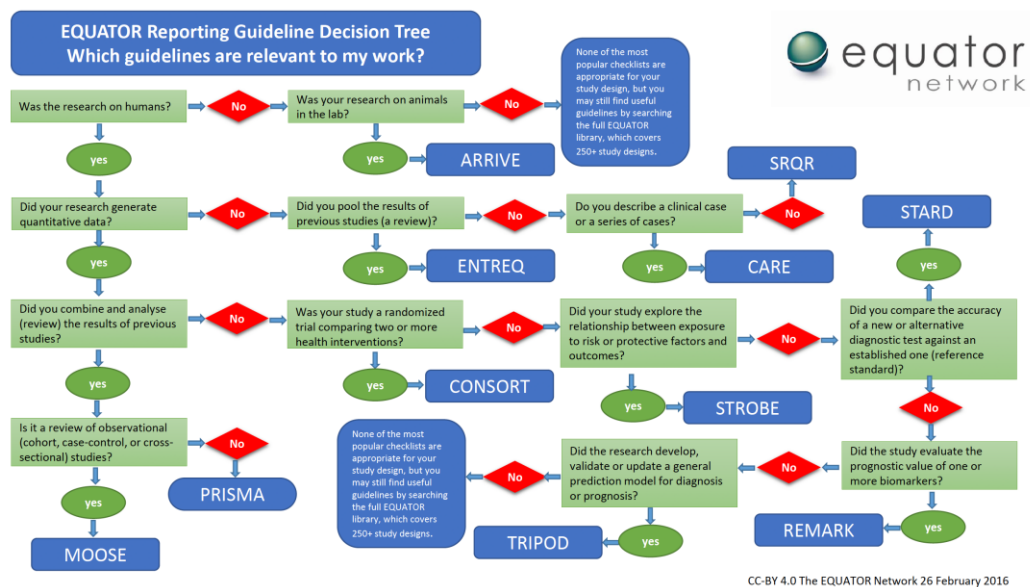 EQUATOR Reporting Guideline Decision Tree
Which guidelines are relevant to my work?
equator
network
None of the most
popular checklists are
appropriate for your
study design, but you
may still find useful
guidelines by searching
the full EQUATOR
library, which covers
250+ study designs.
Was the research on humans?
No
Was your research on animals
in the lab?
No
yes
yes
ARRIVE
SRQR
Did your research generate
quantitative data?
No
Did you pool the results of
previous studies (a review)?
No
Do you describe a clinical case
or a series of cases?
No
STARD
yes
yes
ENTREQ
yes
CARE
yes
Did you combine and analyse
(review) the results of previous
studies?
No
Was your study a randomized
trial comparing two or more
health interventions?
No
Did your study explore the
relationship between exposure
to risk or protective factors and
outcomes?
No
Did you compare the accuracy
of a new or alternative
diagnostic test against an
established one (reference
standard)?
yes
yes
CONSORT
yes
STROBE
No
Is it a review of observational
(cohort, case-control, or cross-
sectional) studies?
No
PRISMA
None of the most
popular checklists are
appropriate for your
study design, but you
may still find useful
guidelines by searching
the full EQUATOR
library, which covers
250+ study designs.
No
Did the research develop,
validate or update a general
prediction model for diagnosis
or prognosis?
No
Did the study evaluate the
prognostic value of one or
more biomarkers?
yes
MOOSE
TRIPOD
yes
REMARK
yes
CC-BY 4.0 The EQUATOR Network 26 February 2016